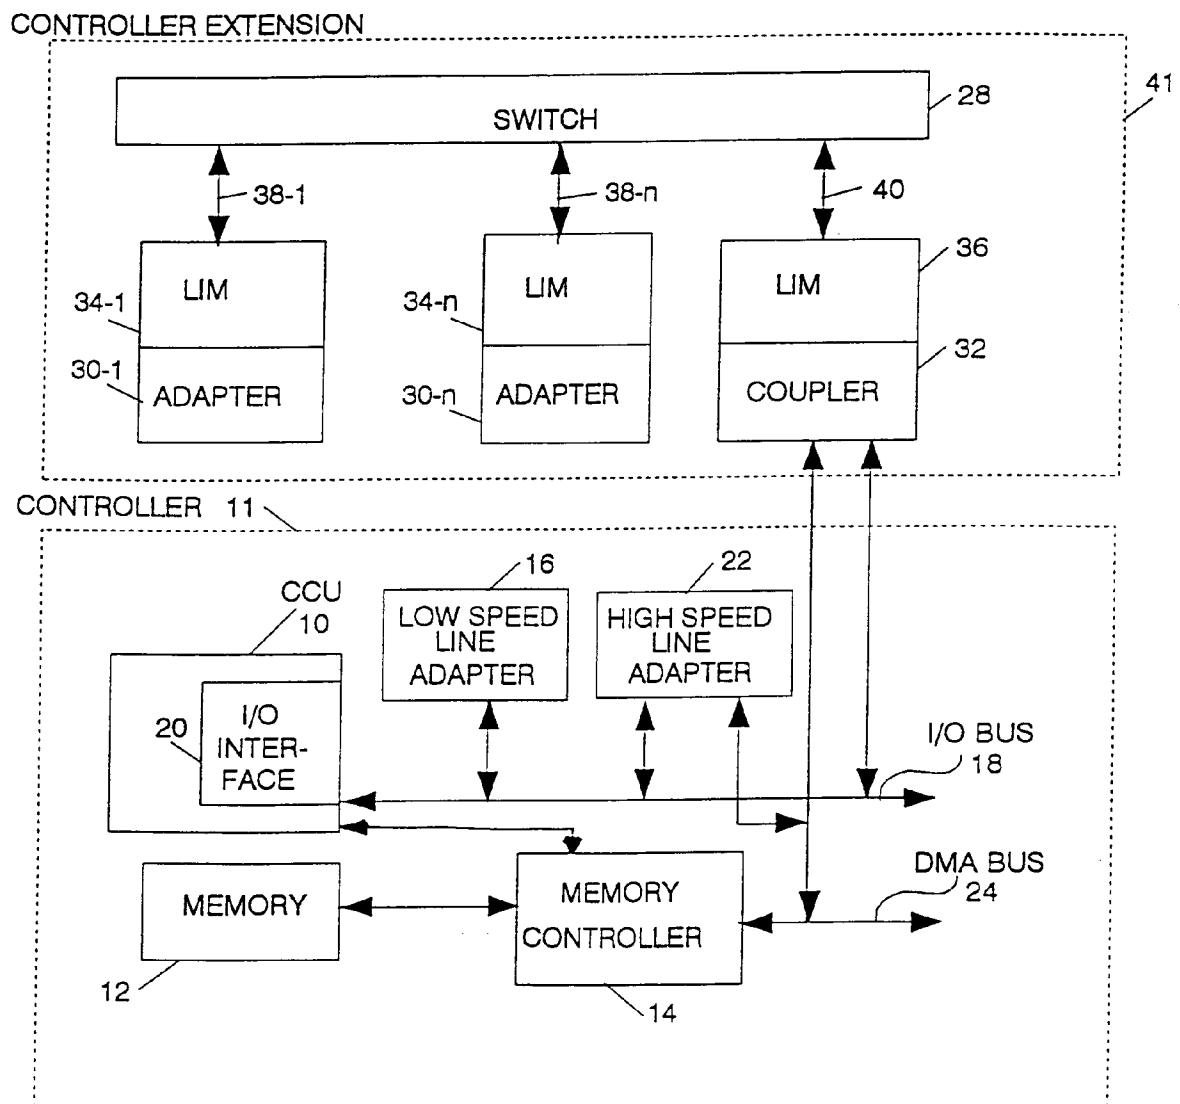 CONTROLLER EXTENSION
41
SWITCH
28
38-1
38-n
40
LIM
34-1
LIM
34-n
LIM
36
30-1
ADAPTER
30-n
ADAPTER
COUPLER
32
CONTROLLER 11
CCU
10
16
LOW SPEED
LINE
ADAPTER
22
HIGH SPEED
LINE
ADAPTER
20
I/O
INTER-
FACE
I/O BUS
18
MEMORY
12
MEMORY
CONTROLLER
14
DMA BUS
24